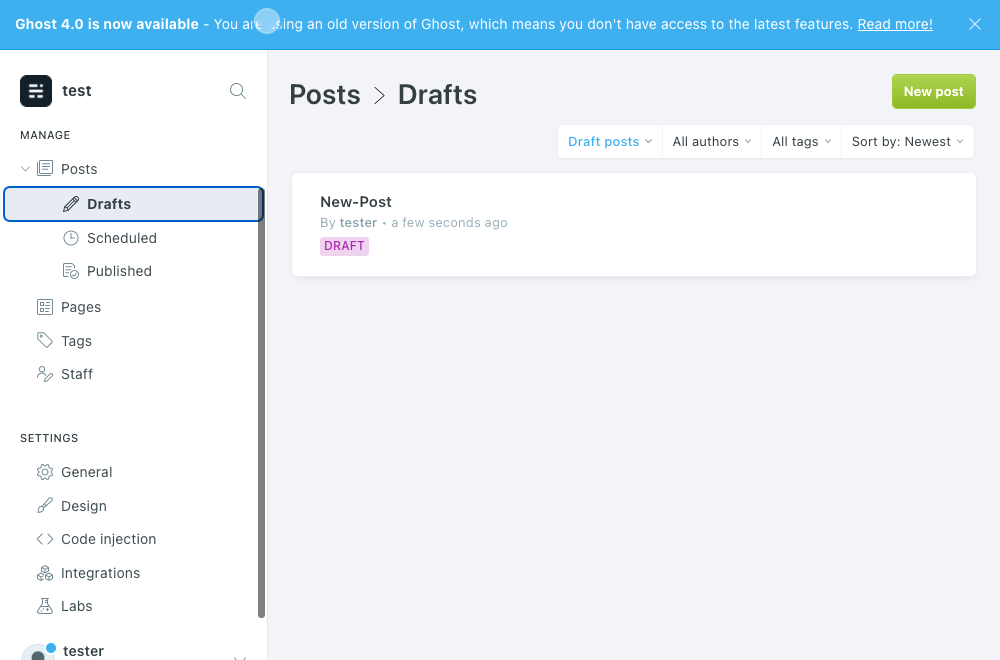 Ghost 4.0 is now available - You are using an old version of Ghost, which means you don't have access to the latest features. Read more!
test
MANAGE
Posts
Drafts
Scheduled
Published
Pages
Tags
Staff
SETTINGS
General
Design
Code injection
Integrations
Labs
tester
Posts > Drafts
New post
Draft posts
All authors
All tags
Sort by: Newest
New-Post
By tester • a few seconds ago
DRAFT